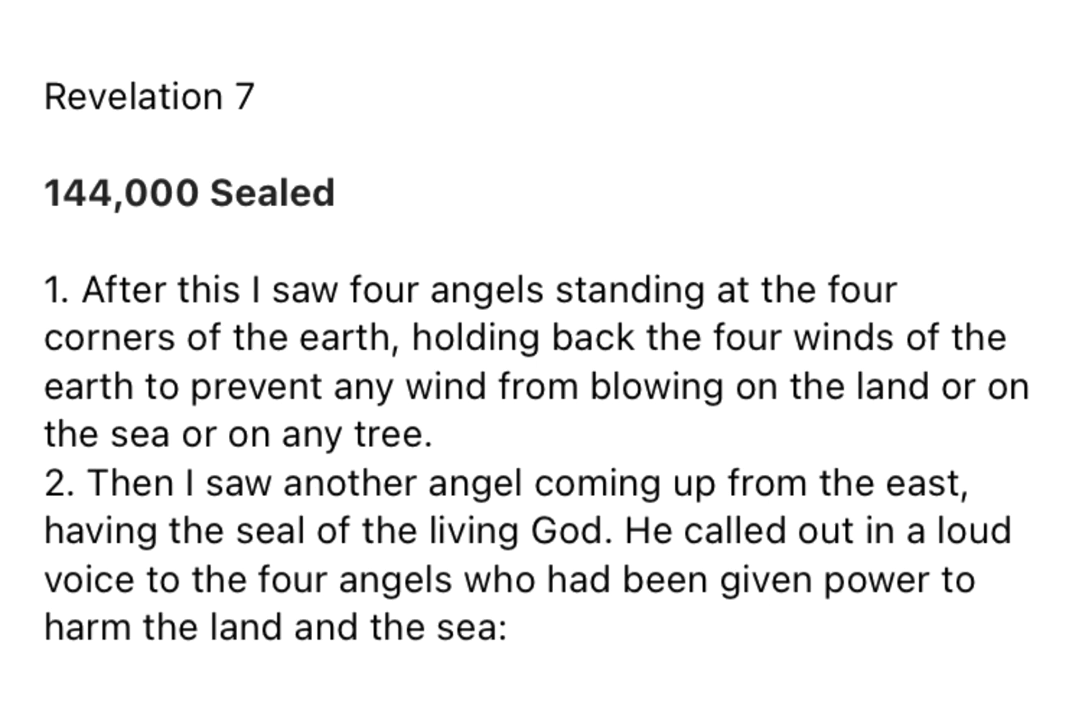 Revelation 7
144,000 Sealed
1. After this I saw four angels standing at the four
corners of the earth, holding back the four winds of the
earth to prevent any wind from blowing on the land or on
the sea or on any tree.
2. Then I saw another angel coming up from the east,
having the seal of the living God. He called out in a loud
voice to the four angels who had been given power to
harm the land and the sea: